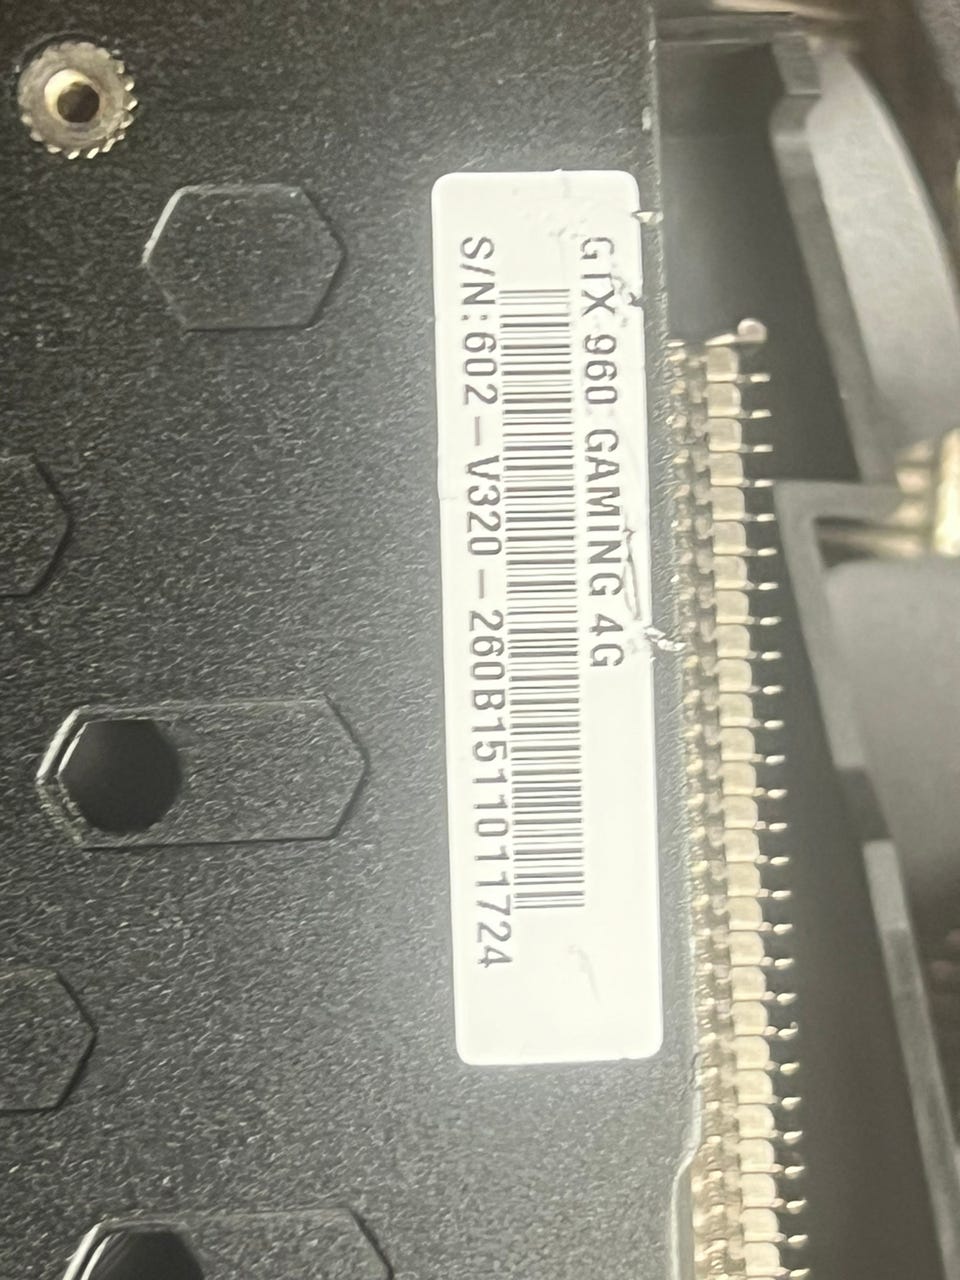 GTX 960 GAMING 4G
S/N:602-V320-260B1511011724